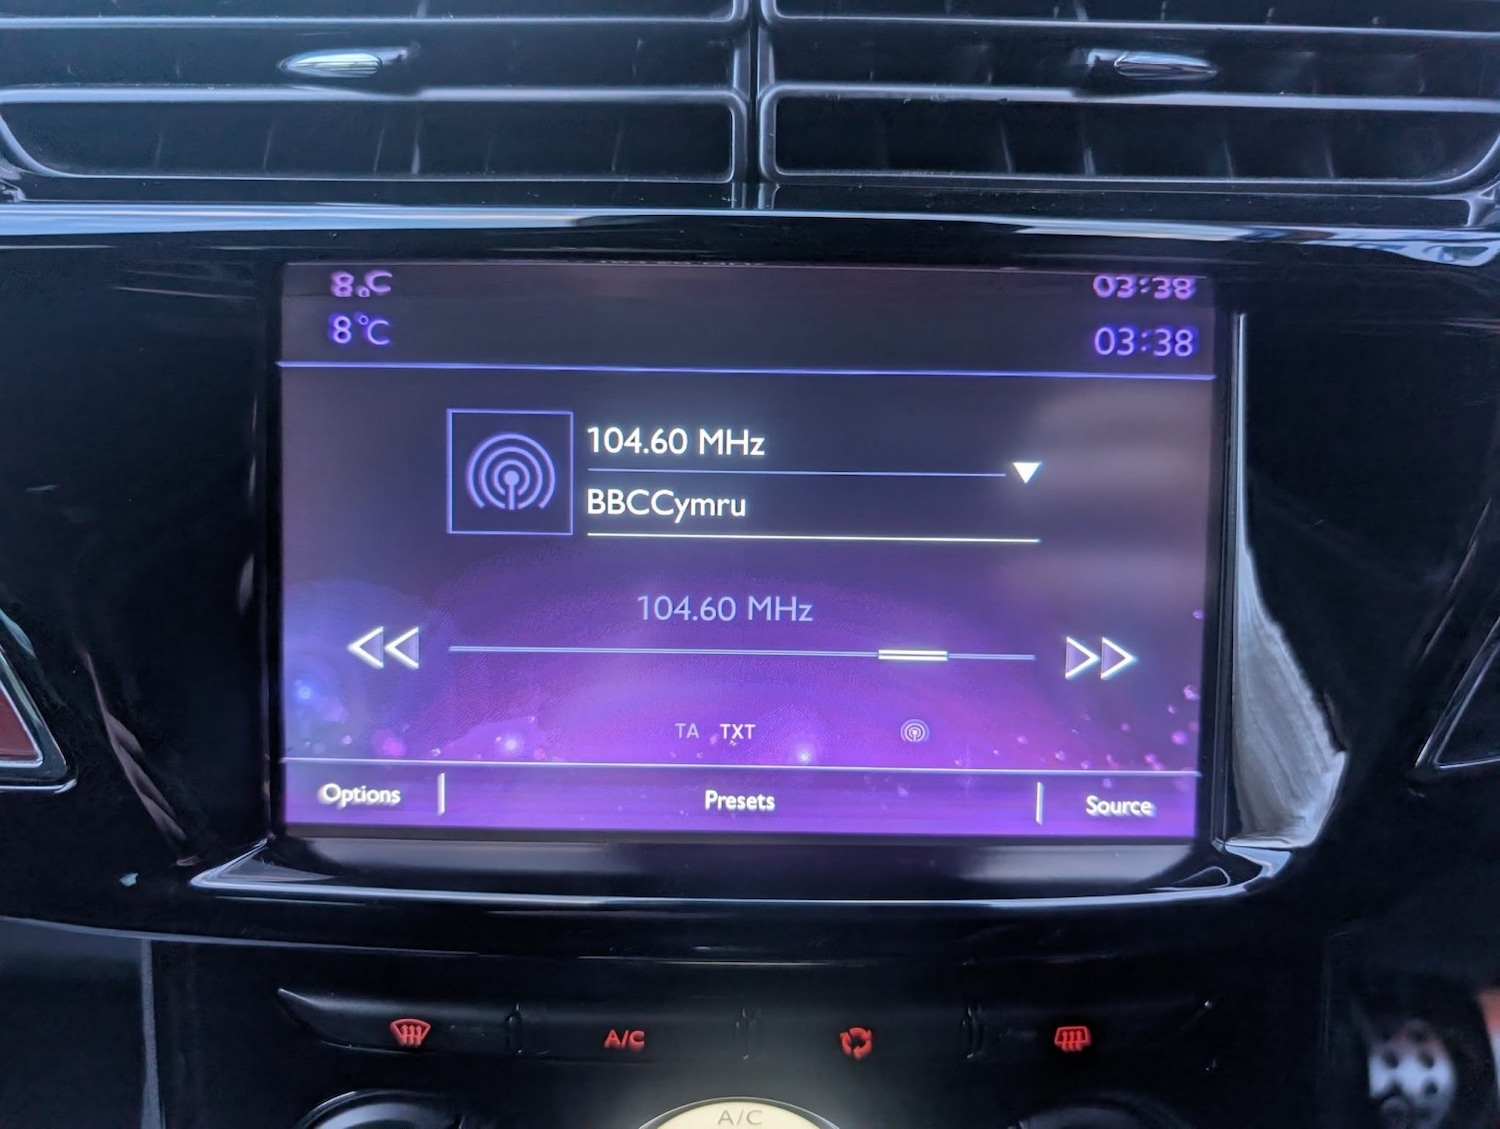 8°C 03:38
8°C 03:38
104.60 MHz
BBCCymru
104.60 MHz
TA TXT
Options Presets Source
A/C
A/C